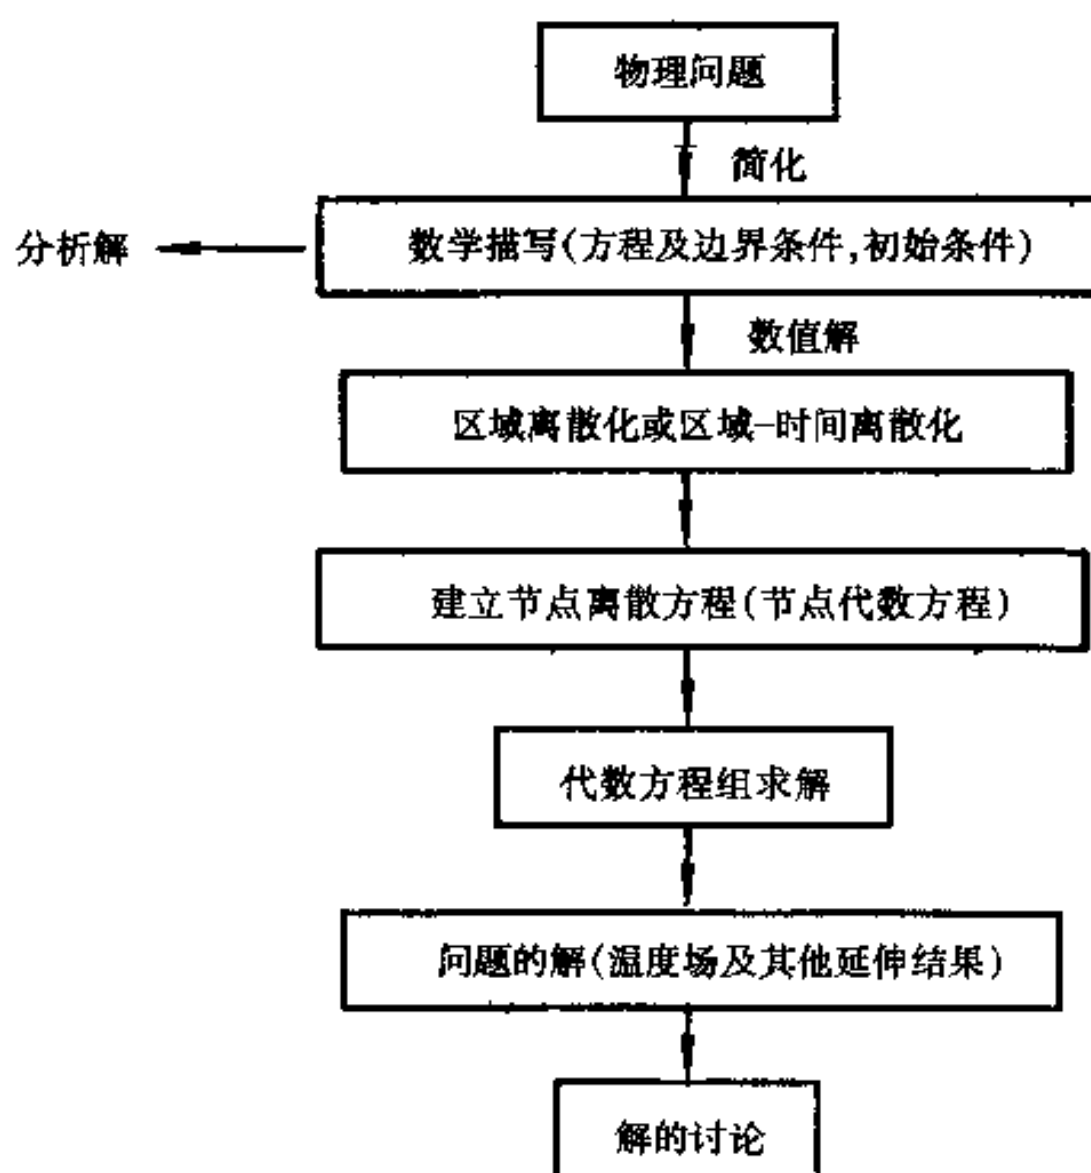 物理问题
简化
分析解
数学描写(方程及边界条件,初始条件)
数值解
区域离散化或区域-时间离散化
建立节点离散方程(节点代数方程)
代数方程组求解
问题的解(温度场及其他延伸结果)
解的讨论